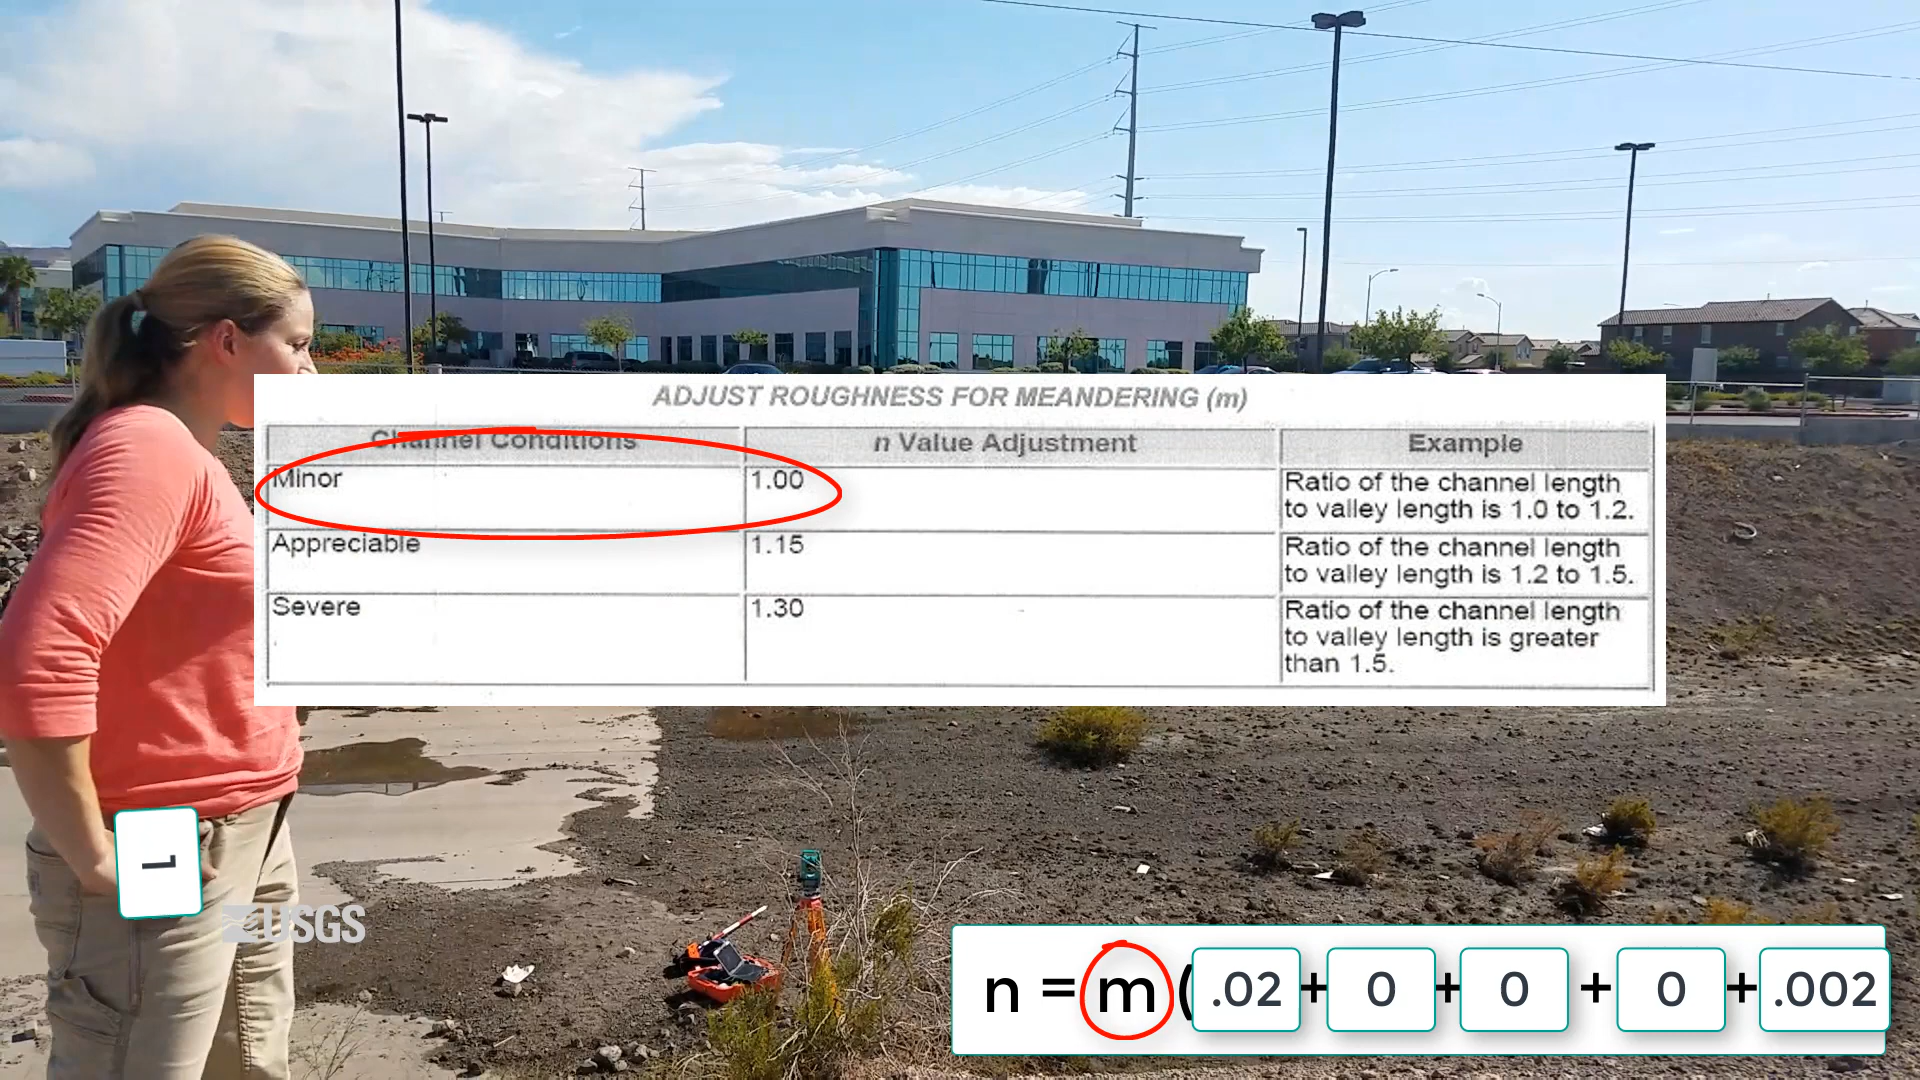 ADJUST ROUGHNESS FOR MEANDERING (m)
Channel Conditions n Value Adjustment Example
Minor 1.00 Ratio of the channel length
to valley length is 1.0 to 1.2.
Appreciable 1.15 Ratio of the channel length
to valley length is 1.2 to 1.5.
Severe 1.30 Ratio of the channel length
to valley length is greater
than 1.5.
1
USGS
n = m ( .02 + 0 + 0 + 0 + .002